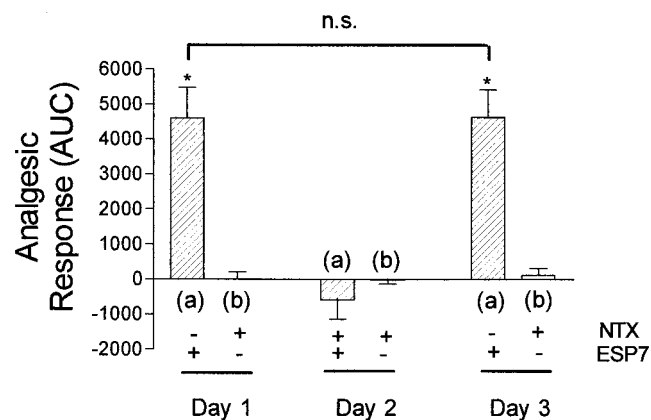 n.s.
Analgesic
Response (AUC)
6000
5000
4000
3000
2000
1000
0
-1000
-2000
* *
(a) (b)
(a) (b) (a) (b)
- + + + - + NTX
+ - + - + - ESP7
Day 1 Day 2 Day 3